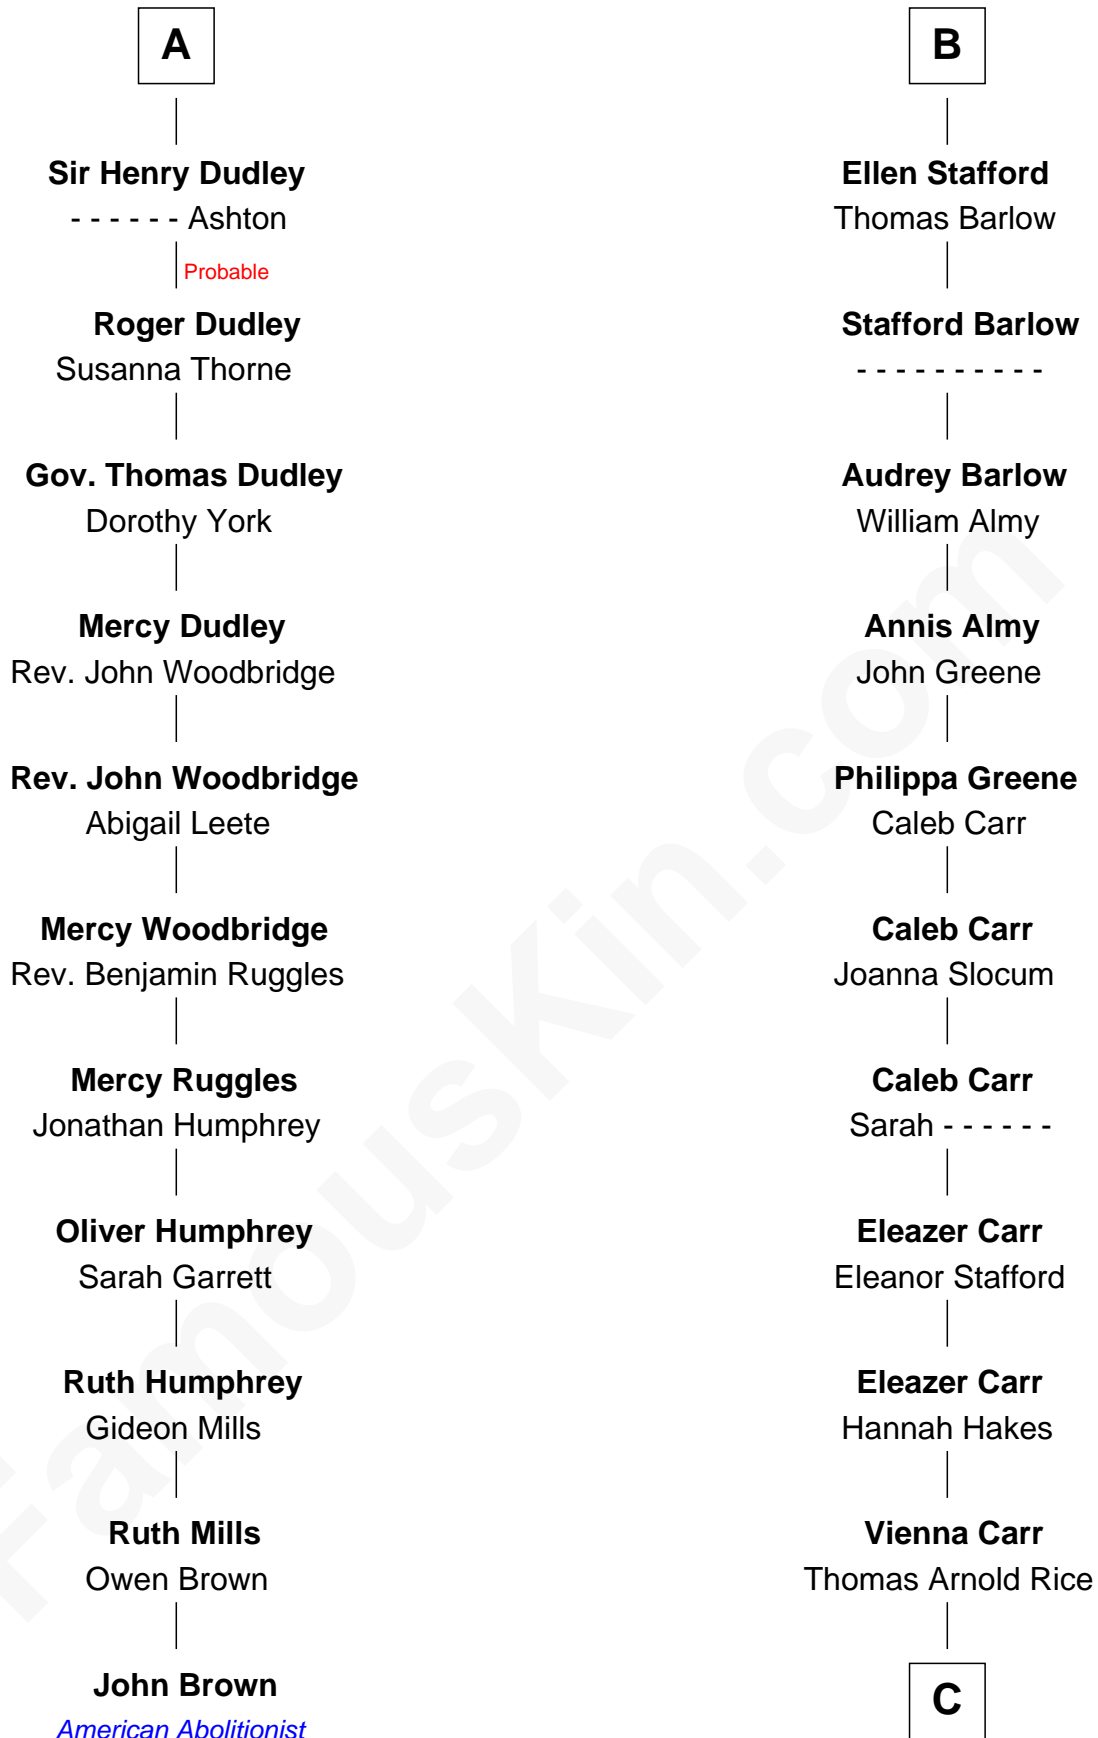 A
Sir Henry Dudley
- - - - - - Ashton
Probable
Roger Dudley
Susanna Thorne
Gov. Thomas Dudley
Dorothy York
Mercy Dudley
Rev. John Woodbridge
Rev. John Woodbridge
Abigail Leete
Mercy Woodbridge
Rev. Benjamin Ruggles
Mercy Ruggles
Jonathan Humphrey
Oliver Humphrey
Sarah Garrett
Ruth Humphrey
Gideon Mills
Ruth Mills
Owen Brown
John Brown
American Abolitionist
B
Ellen Stafford
Thomas Barlow
Stafford Barlow
- - - - - - - - - -
Audrey Barlow
William Almy
Annis Almy
John Greene
Philippa Greene
Caleb Carr
Caleb Carr
Joanna Slocum
Caleb Carr
Sarah - - - - - -
Eleazer Carr
Eleanor Stafford
Eleazer Carr
Hannah Hakes
Vienna Carr
Thomas Arnold Rice
C
FamousKin.com